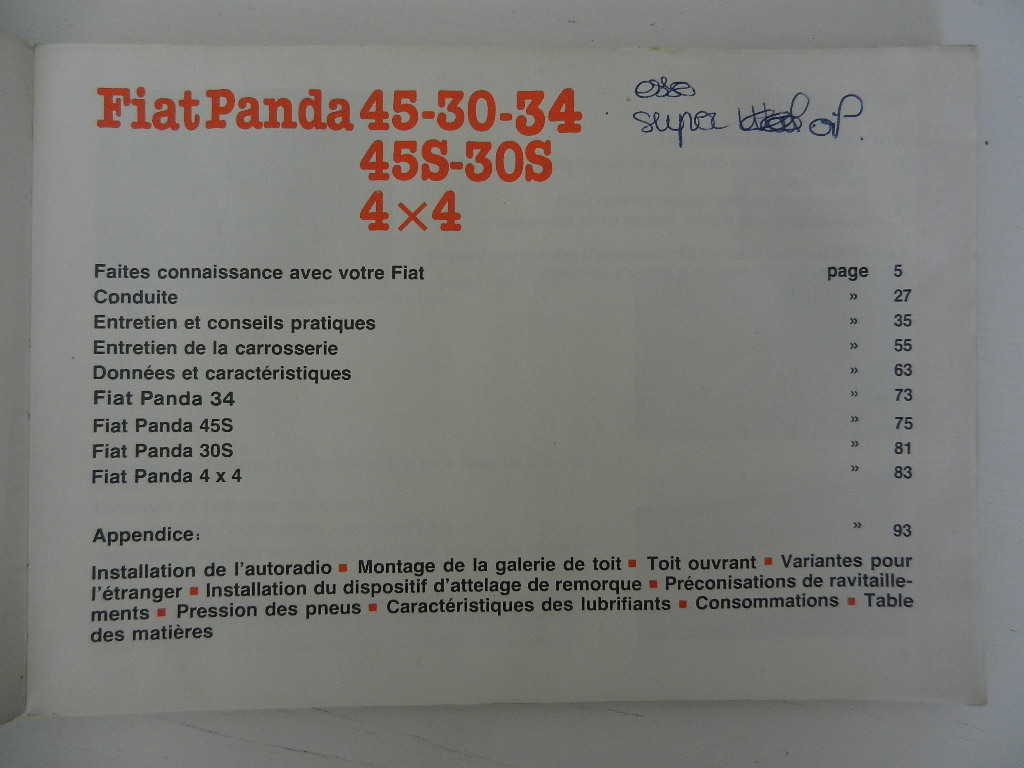 Fiat Panda 45-30-34
45S-30S
4×4
esso
super oil.
Faites connaissance avec votre Fiat page 5
Conduite » 27
Entretien et conseils pratiques » 35
Entretien de la carrosserie » 55
Données et caractéristiques » 63
Fiat Panda 34 » 73
Fiat Panda 45S » 75
Fiat Panda 30S » 81
Fiat Panda 4 x 4 » 83
Appendice: » 93
Installation de l'autoradio ■ Montage de la galerie de toit ■ Toit ouvrant ■ Variantes pour
l'étranger ■ Installation du dispositif d'attelage de remorque ■ Préconisations de ravitaille-
ments ■ Pression des pneus ■ Caractéristiques des lubrifiants ■ Consommations ■ Table
des matières